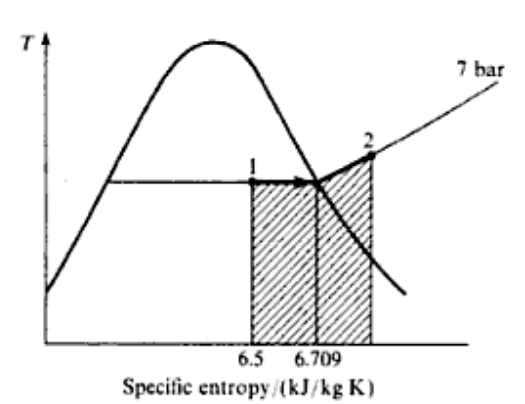 T
7 bar
2
1
6.5 6.709
Specific entropy/(kJ/kg K)